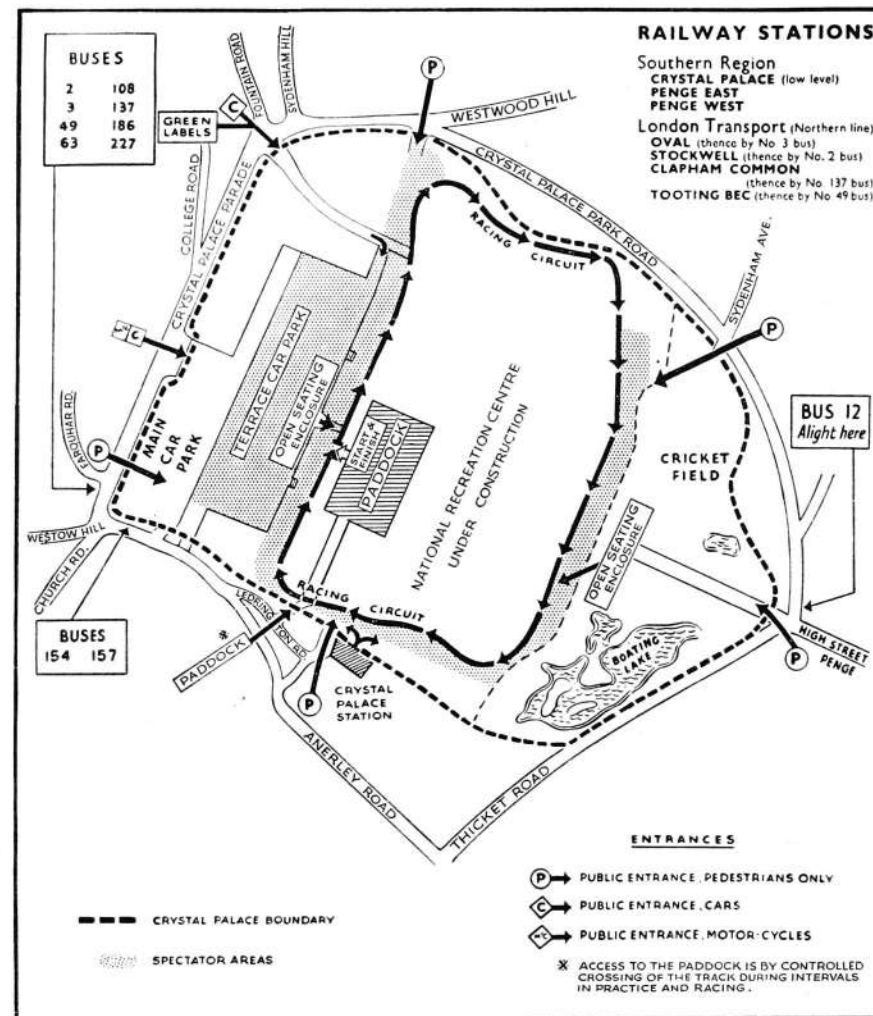 BUSES
2 108
3 137
49 186
63 227
GREEN LABELS
C
FOUNTAIN ROAD
SYDENHAM HILL
P
WESTWOOD HILL
RAILWAY STATIONS
Southern Region
CRYSTAL PALACE (low level)
PENGE EAST
PENGE WEST
London Transport (Northern line)
OVAL (thence by No 3 bus)
STOCKWELL (thence by No. 2 bus)
CLAPHAM COMMON
(thence by No. 137 bus)
TOOTING BEC (thence by No 49 bus)
COLLEGE ROAD
CRYSTAL PALACE PARADE
CRYSTAL PALACE PARK ROAD
SYDENHAM AVE.
RACING
CIRCUIT
C
P
TERRACE CAR PARK
OPEN SEATING
ENCLOSURE
START &
FINISH
PADDOCK
NATIONAL RECREATION CENTRE
UNDER CONSTRUCTION
FARQUHAR RD.
MAIN
CAR
PARK
P
BUS 12
Alight here
CRICKET
FIELD
OPEN SEATING
ENCLOSURE
WESTOW HILL
CHURCH RD.
BUSES
154 157
RACING
CIRCUIT
LEDRINGTON RD.
PADDOCK
※
P
CRYSTAL
PALACE
STATION
BOATING
LAKE
P
HIGH STREET
PENGE
ANERLEY ROAD
THICKET ROAD
ENTRANCES
P PUBLIC ENTRANCE, PEDESTRIANS ONLY
C PUBLIC ENTRANCE, CARS
M/C PUBLIC ENTRANCE, MOTOR-CYCLES
※ ACCESS TO THE PADDOCK IS BY CONTROLLED
CROSSING OF THE TRACK DURING INTERVALS
IN PRACTICE AND RACING.
CRYSTAL PALACE BOUNDARY
SPECTATOR AREAS